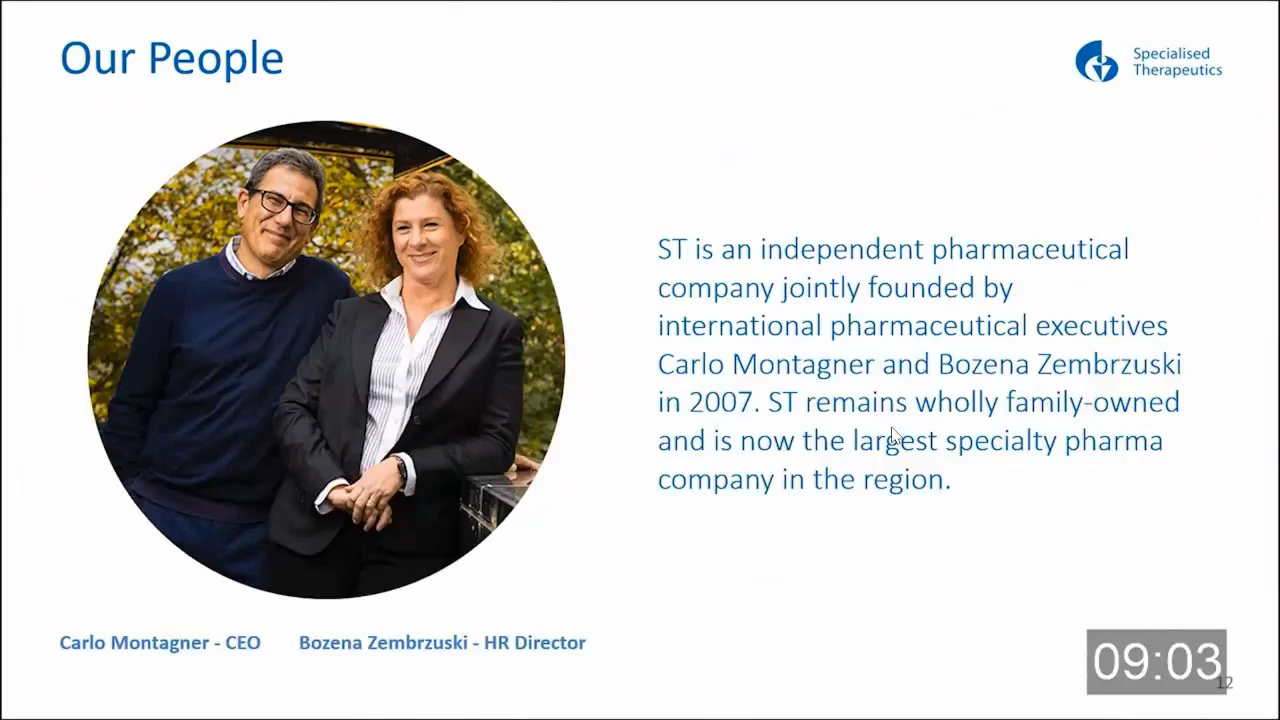 Our People
Specialised
Therapeutics
ST is an independent pharmaceutical
company jointly founded by
international pharmaceutical executives
Carlo Montagner and Bozena Zembrzuski
in 2007. ST remains wholly family-owned
and is now the largest specialty pharma
company in the region.
Carlo Montagner - CEO
Bozena Zembrzuski - HR Director
09:03
12